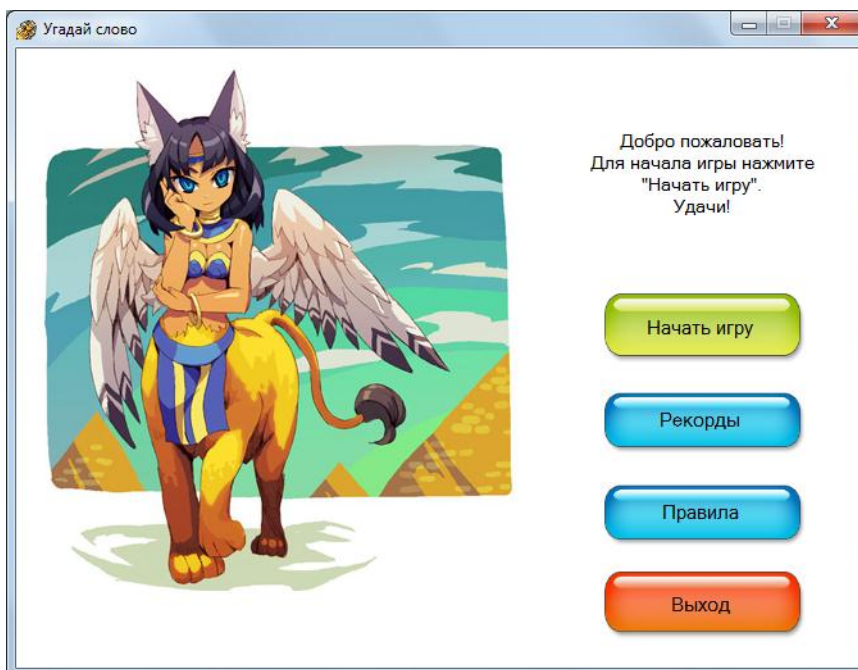 Угадай слово
Добро пожаловать!
Для начала игры нажмите
"Начать игру".
Удачи!
Начать игру
Рекорды
Правила
Выход